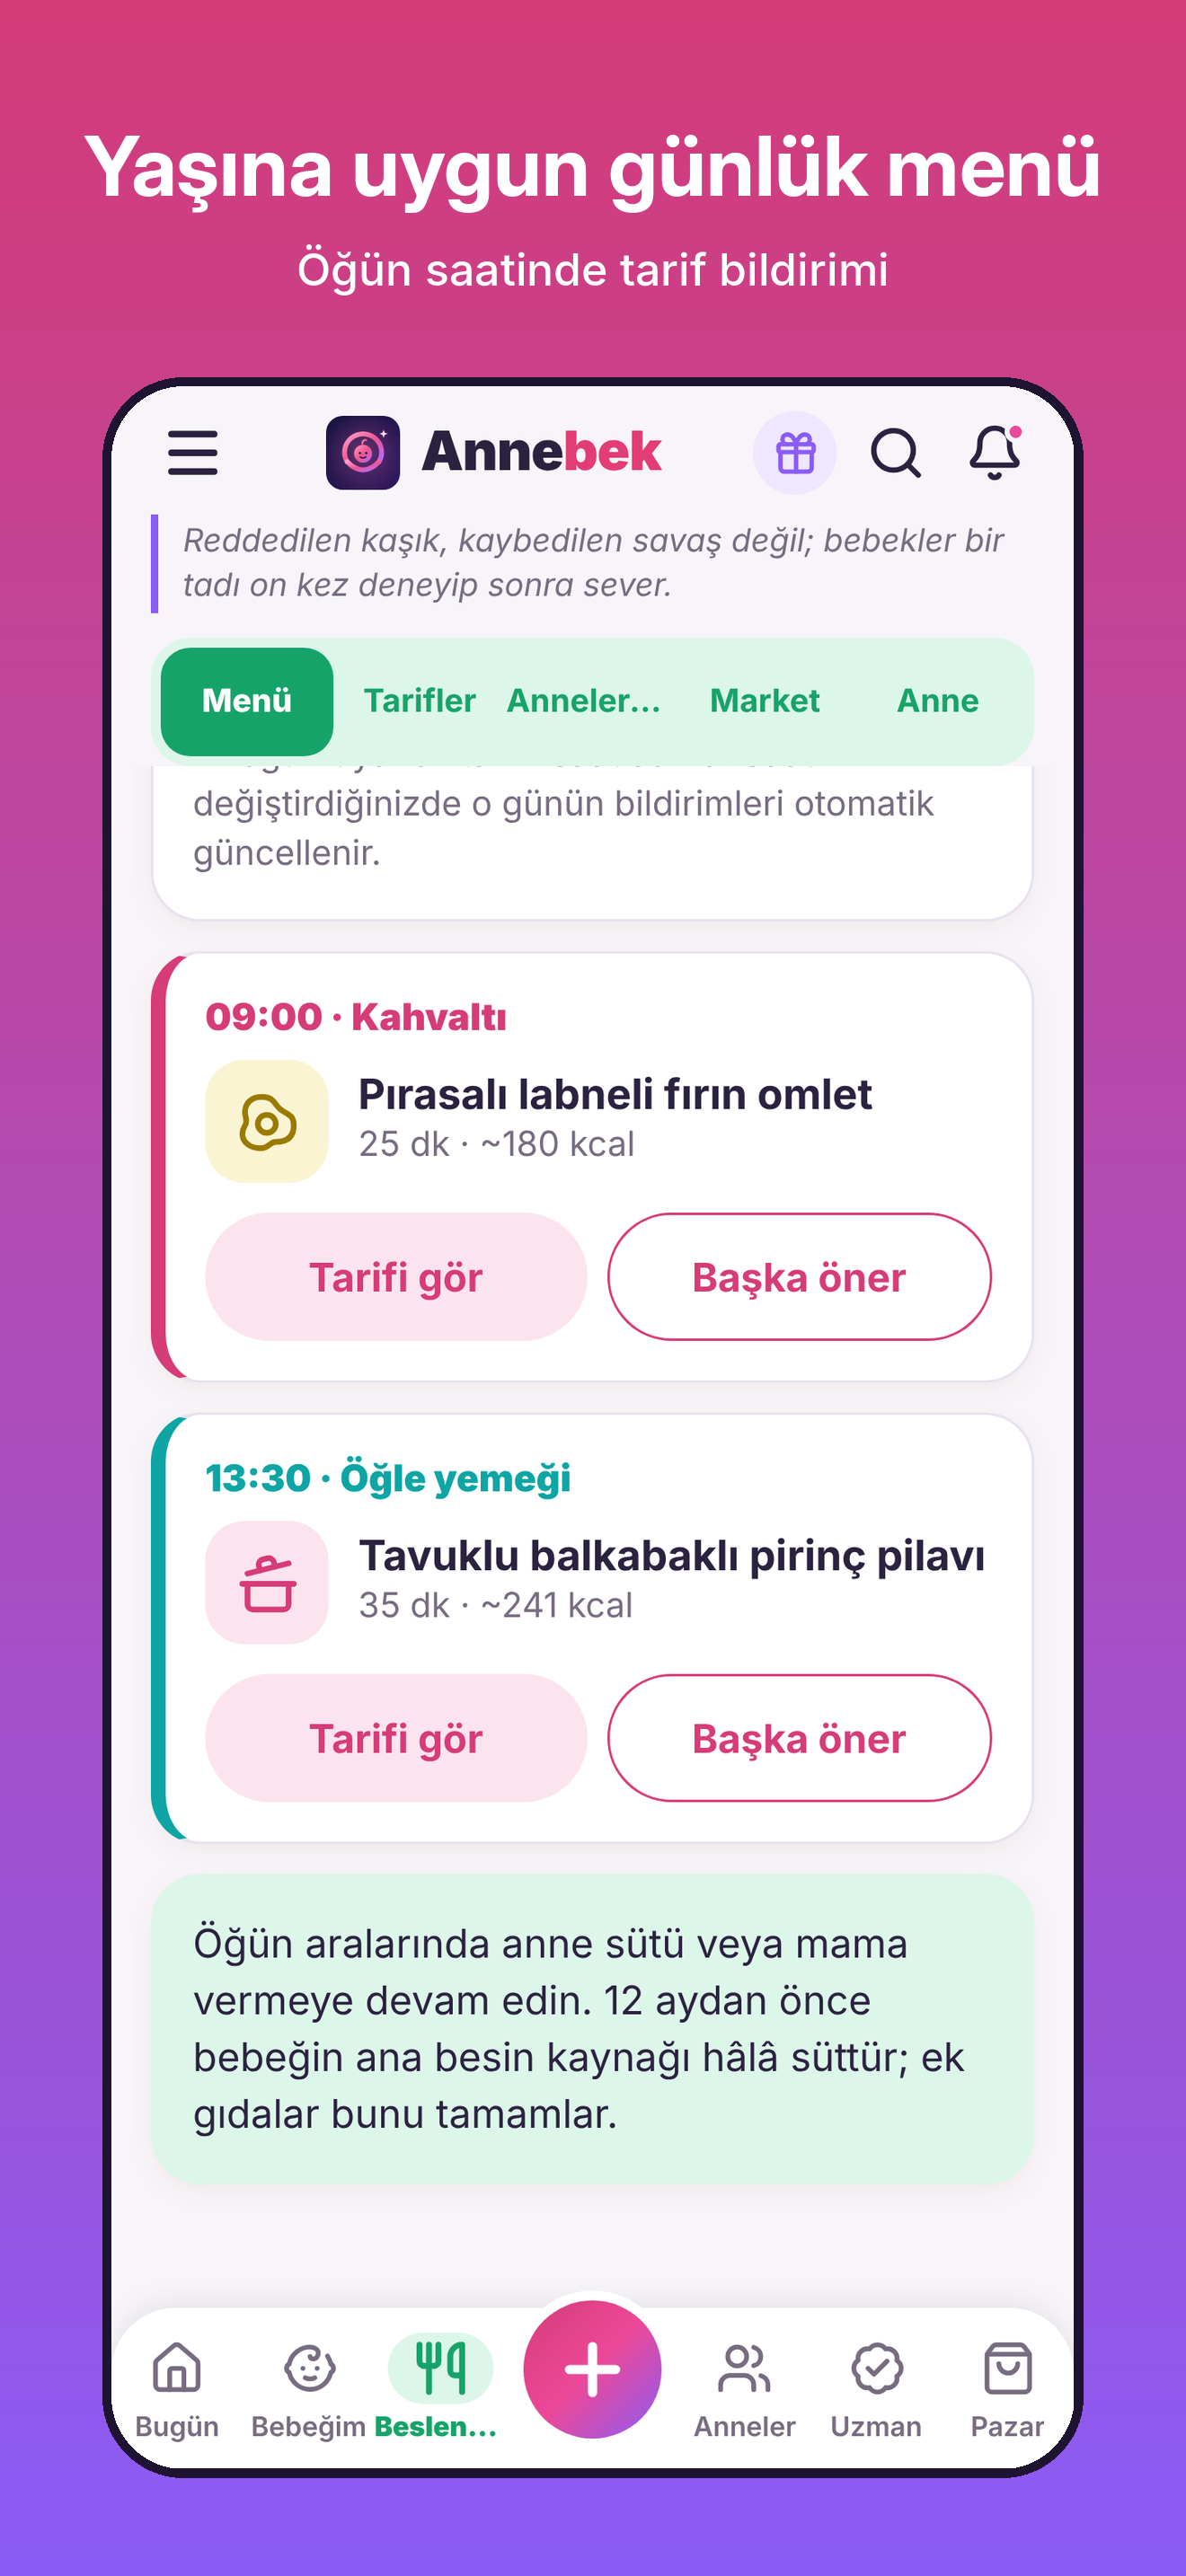 Yaşına uygun günlük menü
Öğün saatinde tarif bildirimi
Annebek
Reddedilen kaşık, kaybedilen savaş değil; bebekler bir
tadı on kez deneyip sonra sever.
Menü Tarifler Anneler... Market Anne
değiştirdiğinizde o günün bildirimleri otomatik
güncellenir.
09:00 · Kahvaltı
Pırasalı labneli fırın omlet
25 dk · ~180 kcal
Tarifi gör Başka öner
13:30 · Öğle yemeği
Tavuklu balkabaklı pirinç pilavı
35 dk · ~241 kcal
Tarifi gör Başka öner
Öğün aralarında anne sütü veya mama
vermeye devam edin. 12 aydan önce
bebeğin ana besin kaynağı hâlâ süttür; ek
gıdalar bunu tamamlar.
Bugün Bebeğim Beslen... Anneler Uzman Pazar